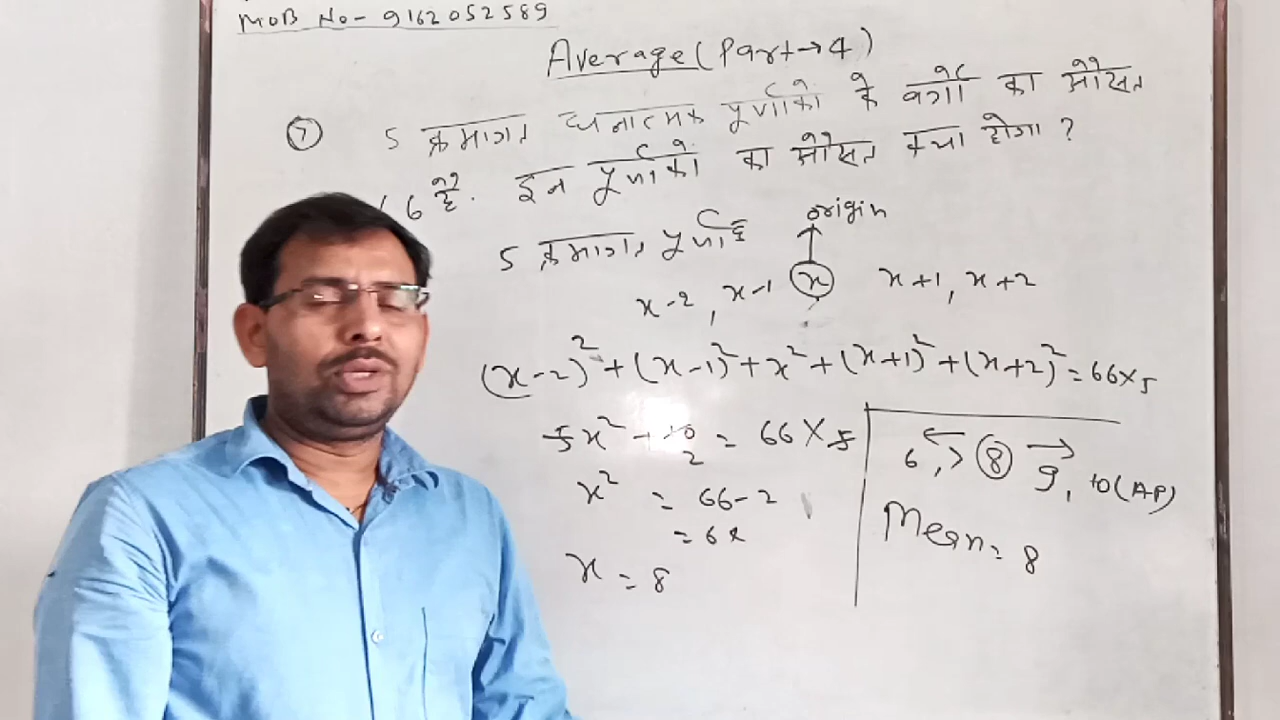 MOB No- 9162052589
Average (Part→4)
7 5 क्रमागत धनात्मक पूर्णांकों के वर्गों का औसत
66 है. इन पूर्णांकों का औसत क्या होगा ?
origin
5 क्रमागत पूर्णांक
x-2, x-1 x x+1, x+2
(x-2)²+(x-1)²+x²+(x+1)²+(x+2)²=66×5
5x²+10 = 66×5
2
x² = 66-2
= 64
x = 8
6, 7 8 9, 10 (AP)
Mean = 8